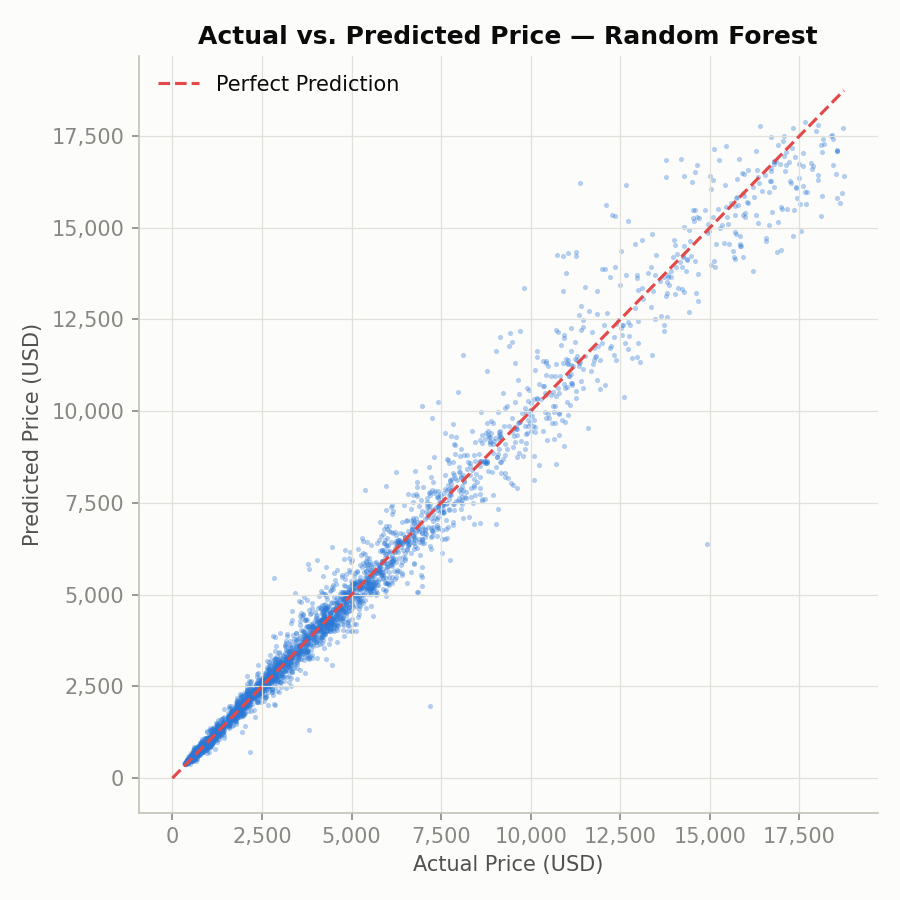 Actual vs. Predicted Price — Random Forest
Perfect Prediction
Predicted Price (USD)
17,500
15,000
12,500
10,000
7,500
5,000
2,500
0
0 2,500 5,000 7,500 10,000 12,500 15,000 17,500
Actual Price (USD)